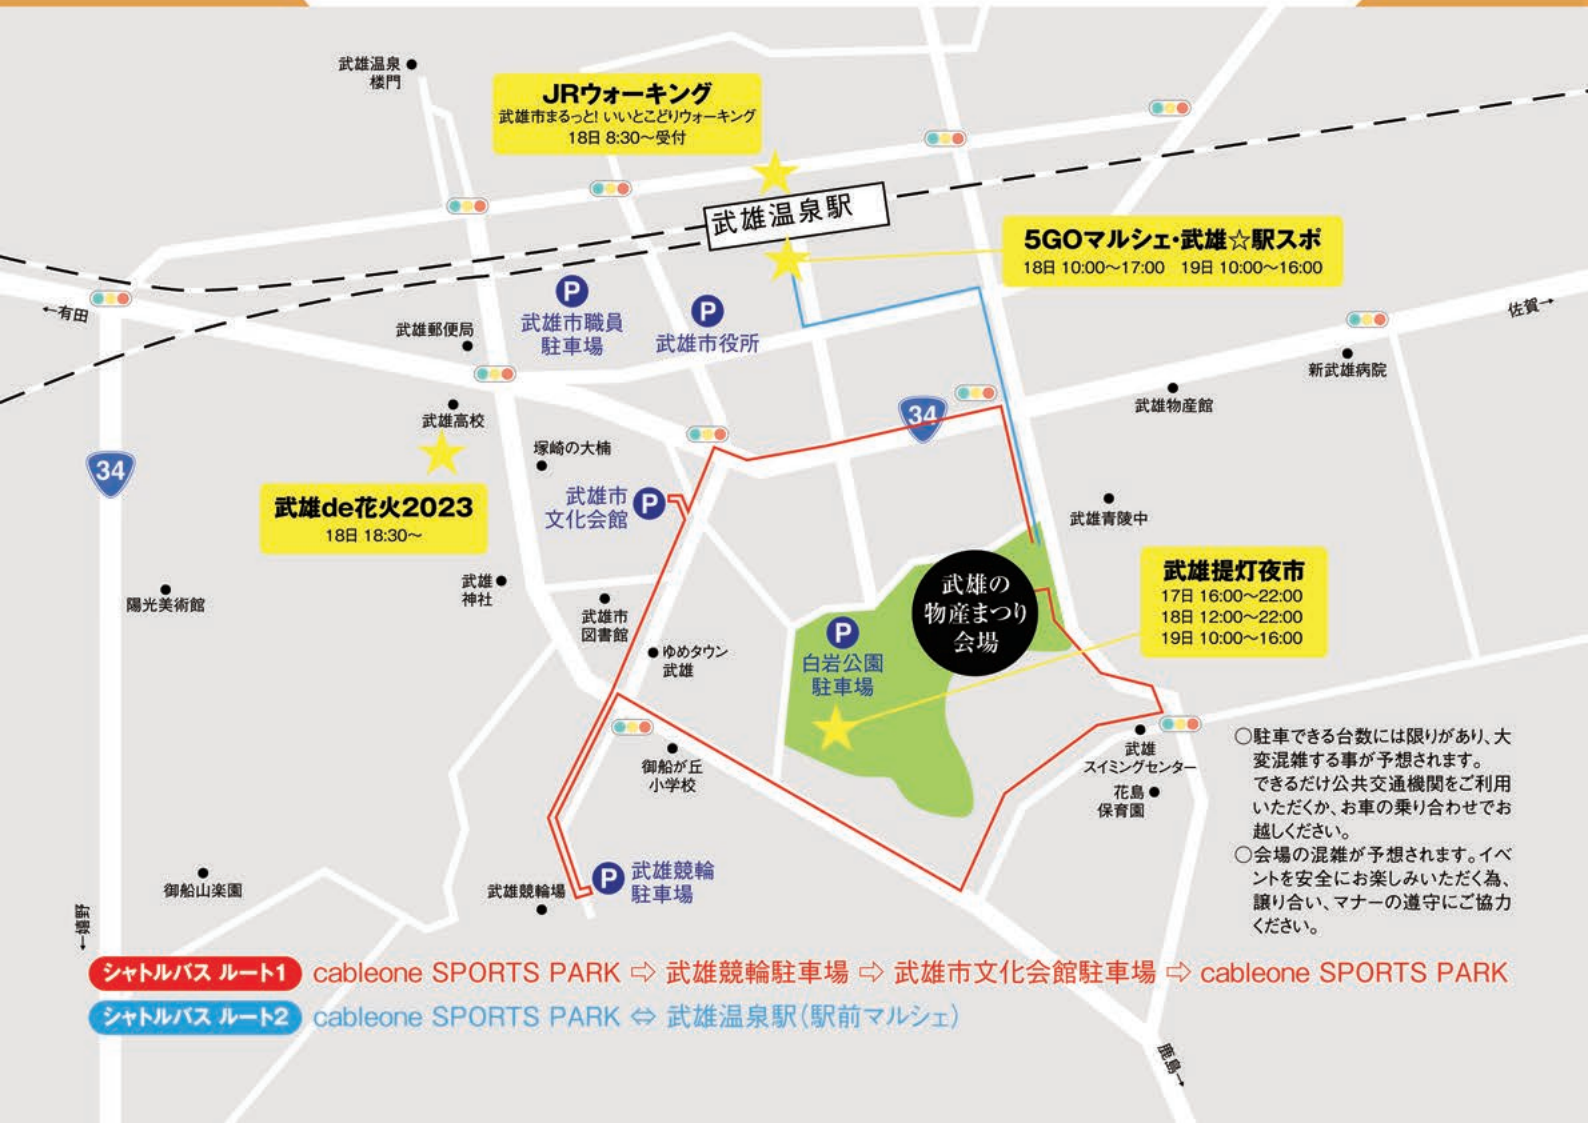 武雄温泉
楼門
JRウォーキング
武雄市まるっと! いいとこどりウォーキング
18日 8:30～受付
武雄温泉駅
5GOマルシェ・武雄☆駅スポ
18日 10:00～17:00 19日 10:00～16:00
←有田
佐賀→
P
武雄市職員
駐車場
P
武雄市役所
武雄郵便局
新武雄病院
武雄物産館
34
武雄高校
塚崎の大楠
34
武雄市
文化会館
P
武雄de花火2023
18日 18:30～
武雄青陵中
武雄
神社
陽光美術館
武雄市
図書館
武雄の
物産まつり
会場
武雄提灯夜市
17日 16:00～22:00
18日 12:00～22:00
19日 10:00～16:00
P
白岩公園
駐車場
ゆめタウン
武雄
御船が丘
小学校
武雄
スイミングセンター
花島
保育園
○駐車できる台数には限りがあり、大
変混雑する事が予想されます。
できるだけ公共交通機関をご利用
いただくか、お車の乗り合わせでお
越しください。
○会場の混雑が予想されます。イベ
ントを安全にお楽しみいただく為、
譲り合い、マナーの遵守にご協力
ください。
御船山楽園
武雄競輪場
P
武雄競輪
駐車場
←嬉野
シャトルバス ルート1 cableone SPORTS PARK ⇨ 武雄競輪駐車場 ⇨ 武雄市文化会館駐車場 ⇨ cableone SPORTS PARK
シャトルバス ルート2 cableone SPORTS PARK ⇔ 武雄温泉駅（駅前マルシェ）
鹿島→